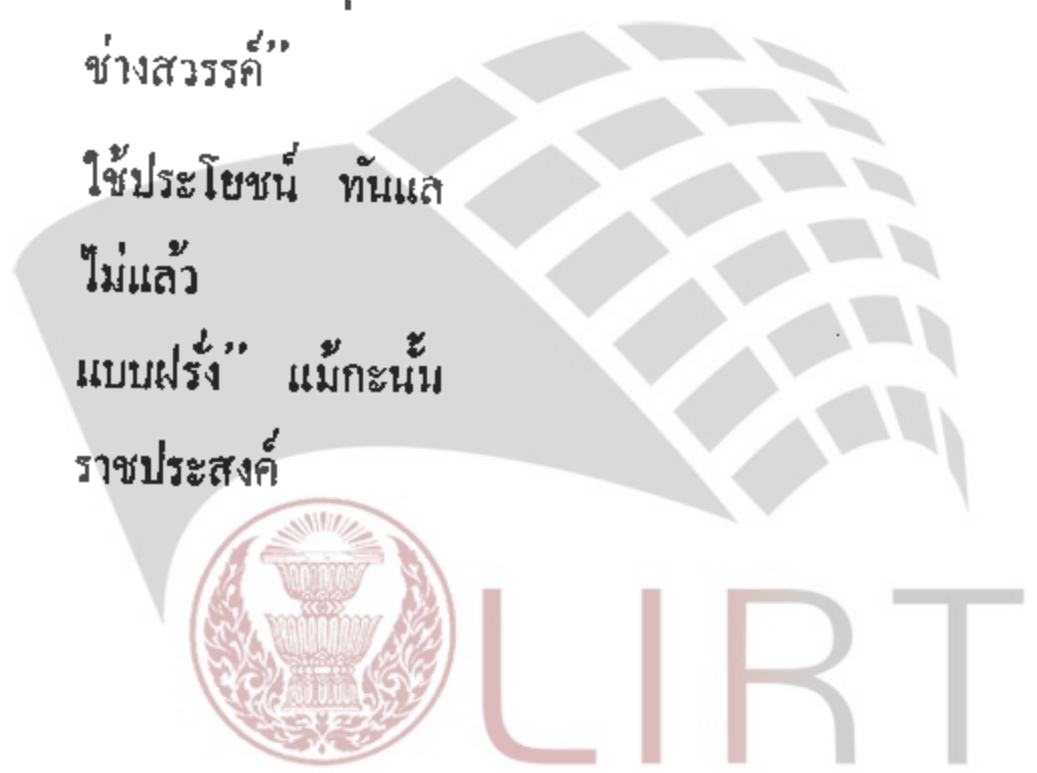 ช่างสวรรค์”
ใช้ประโยชน์ ทันแล
ไม่แล้ว
แบบฝรั่ง” แม้กะนั้น
ราชประสงค์
LIRT